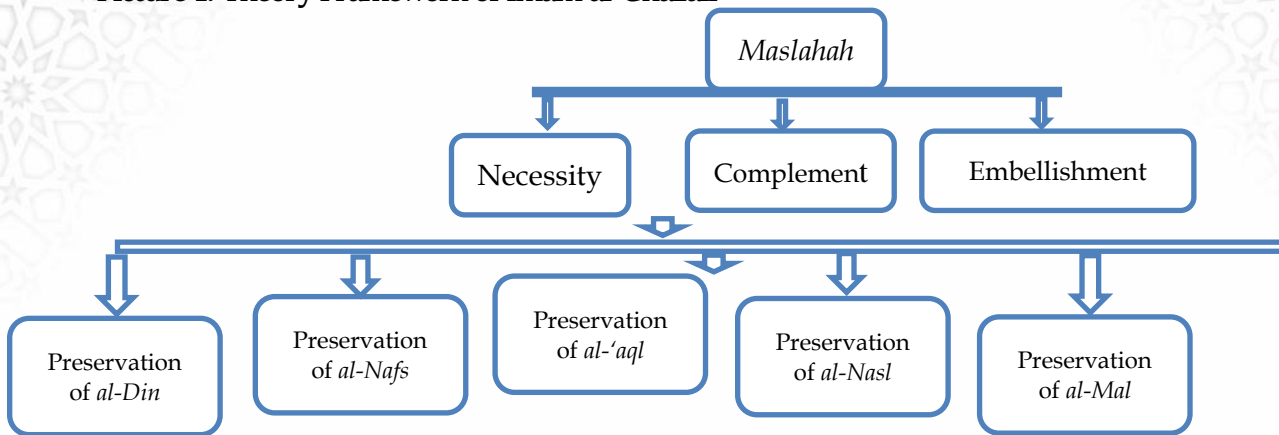 Maslahah
Necessity
Complement
Embellishment
Preservation
of al-Din
Preservation
of al-Nafs
Preservation
of al-‘aql
Preservation
of al-Nasl
Preservation
of al-Mal